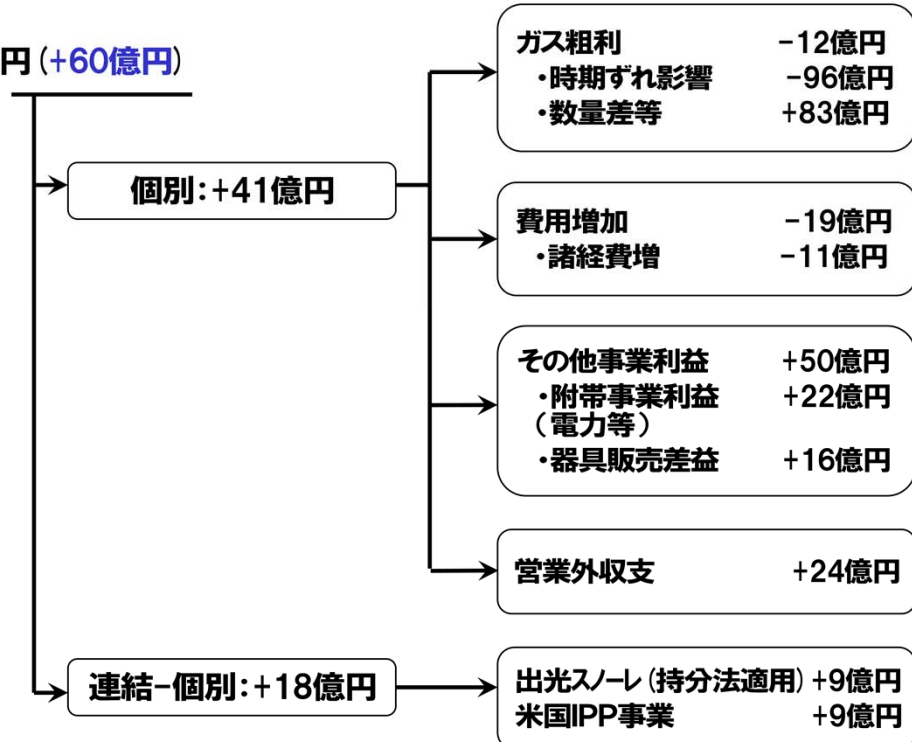 円(+60億円)
個別:+41億円
ガス粗利 -12億円
・時期ずれ影響 -96億円
・数量差等 +83億円
費用増加 -19億円
・諸経費増 -11億円
その他事業利益 +50億円
・附帯事業利益 +22億円
(電力等)
・器具販売差益 +16億円
営業外収支 +24億円
連結-個別:+18億円
出光スノーレ(持分法適用)+9億円
米国IPP事業 +9億円